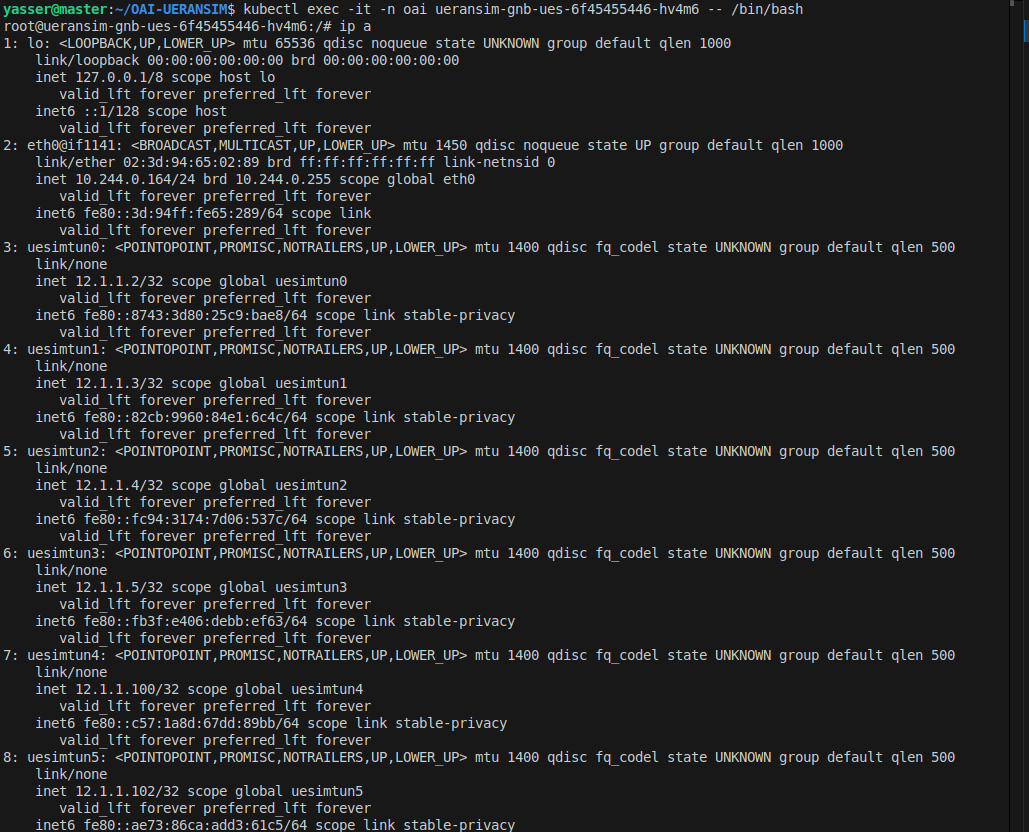 yasser@master:~/OAI-UERANSIM$ kubectl exec -it -n oai ueransim-gnb-ues-6f45455446-hv4m6 -- /bin/bash
root@ueransim-gnb-ues-6f45455446-hv4m6:/# ip a
1: lo: <LOOPBACK,UP,LOWER_UP> mtu 65536 qdisc noqueue state UNKNOWN group default qlen 1000
    link/loopback 00:00:00:00:00:00 brd 00:00:00:00:00:00
    inet 127.0.0.1/8 scope host lo
       valid_lft forever preferred_lft forever
    inet6 ::1/128 scope host
       valid_lft forever preferred_lft forever
2: eth0@if1141: <BROADCAST,MULTICAST,UP,LOWER_UP> mtu 1450 qdisc noqueue state UP group default qlen 1000
    link/ether 02:3d:94:65:02:89 brd ff:ff:ff:ff:ff:ff link-netnsid 0
    inet 10.244.0.164/24 brd 10.244.0.255 scope global eth0
       valid_lft forever preferred_lft forever
    inet6 fe80::3d:94ff:fe65:289/64 scope link
       valid_lft forever preferred_lft forever
3: uesimtun0: <POINTOPOINT,PROMISC,NOTRAILERS,UP,LOWER_UP> mtu 1400 qdisc fq_codel state UNKNOWN group default qlen 500
    link/none
    inet 12.1.1.2/32 scope global uesimtun0
       valid_lft forever preferred_lft forever
    inet6 fe80::8743:3d80:25c9:bae8/64 scope link stable-privacy
       valid_lft forever preferred_lft forever
4: uesimtun1: <POINTOPOINT,PROMISC,NOTRAILERS,UP,LOWER_UP> mtu 1400 qdisc fq_codel state UNKNOWN group default qlen 500
    link/none
    inet 12.1.1.3/32 scope global uesimtun1
       valid_lft forever preferred_lft forever
    inet6 fe80::82cb:9960:84e1:6c4c/64 scope link stable-privacy
       valid_lft forever preferred_lft forever
5: uesimtun2: <POINTOPOINT,PROMISC,NOTRAILERS,UP,LOWER_UP> mtu 1400 qdisc fq_codel state UNKNOWN group default qlen 500
    link/none
    inet 12.1.1.4/32 scope global uesimtun2
       valid_lft forever preferred_lft forever
    inet6 fe80::fc94:3174:7d06:537c/64 scope link stable-privacy
       valid_lft forever preferred_lft forever
6: uesimtun3: <POINTOPOINT,PROMISC,NOTRAILERS,UP,LOWER_UP> mtu 1400 qdisc fq_codel state UNKNOWN group default qlen 500
    link/none
    inet 12.1.1.5/32 scope global uesimtun3
       valid_lft forever preferred_lft forever
    inet6 fe80::fb3f:e406:debb:ef63/64 scope link stable-privacy
       valid_lft forever preferred_lft forever
7: uesimtun4: <POINTOPOINT,PROMISC,NOTRAILERS,UP,LOWER_UP> mtu 1400 qdisc fq_codel state UNKNOWN group default qlen 500
    link/none
    inet 12.1.1.100/32 scope global uesimtun4
       valid_lft forever preferred_lft forever
    inet6 fe80::c57:1a8d:67dd:89bb/64 scope link stable-privacy
       valid_lft forever preferred_lft forever
8: uesimtun5: <POINTOPOINT,PROMISC,NOTRAILERS,UP,LOWER_UP> mtu 1400 qdisc fq_codel state UNKNOWN group default qlen 500
    link/none
    inet 12.1.1.102/32 scope global uesimtun5
       valid_lft forever preferred_lft forever
    inet6 fe80::ae73:86ca:add3:61c5/64 scope link stable-privacy